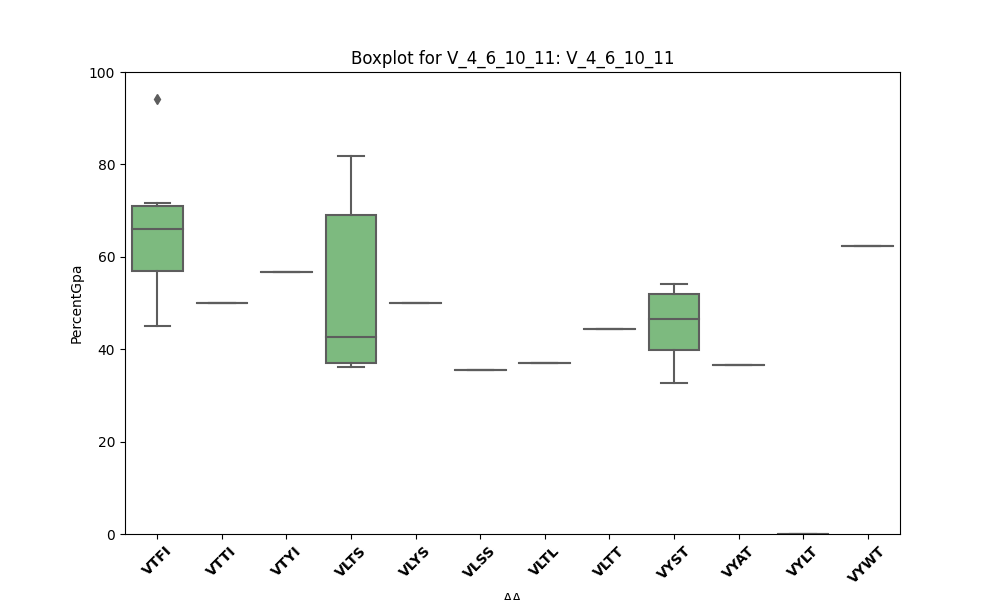 Boxplot for V_4_6_10_11: V_4_6_10_11
100
80
60
40
20
0
PercentGpa
VTFI
VTTI
VTYI
VLTS
VLYS
VLSS
VLTL
VLTT
VYST
VYAT
VYLT
VYWT
AA